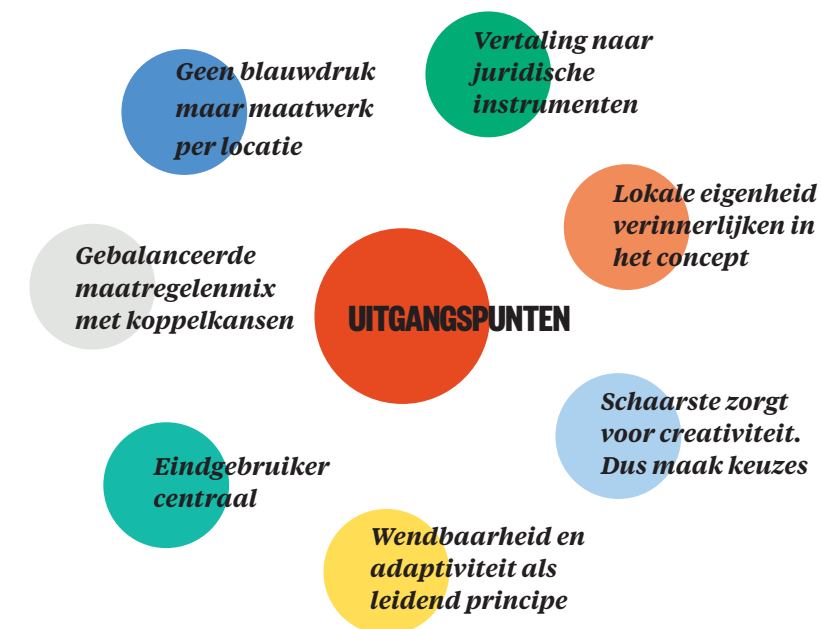 Geen blauwdruk
maar maatwerk
per locatie
Vertaling naar
juridische
instrumenten
Lokale eigenheid
verinnerlijken in
het concept
Gebalanceerde
maatregelenmix
met koppelkansen
UITGANGSPUNTEN
Schaarste zorgt
voor creativiteit.
Dus maak keuzes
Eindgebruiker
centraal
Wendbaarheid en
adaptiviteit als
leidend principe